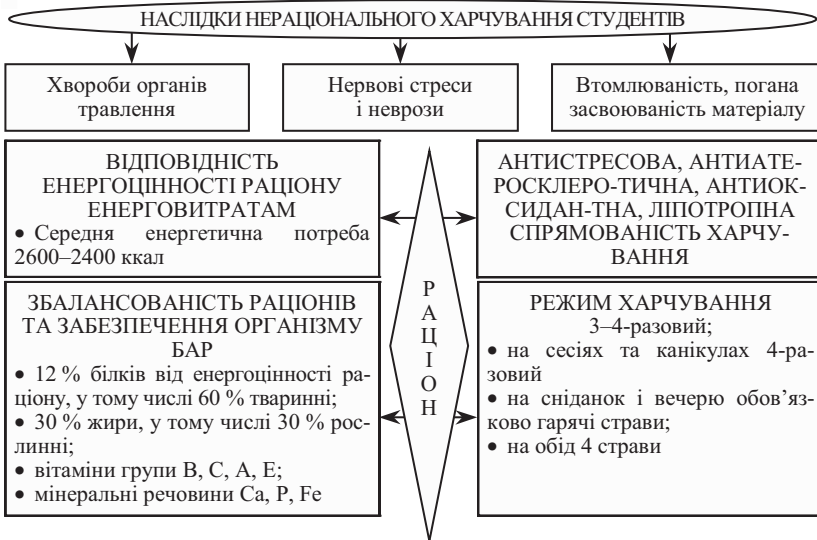 НАСЛІДКИ НЕРАЦІОНАЛЬНОГО ХАРЧУВАННЯ СТУДЕНТІВ
Хвороби органів
травлення
Нервові стреси
і неврози
Втомлюваність, погана
засвоюваність матеріалу
ВІДПОВІДНІСТЬ
ЕНЕРГОЦІННОСТІ РАЦІОНУ
ЕНЕРГОВИТРАТАМ
• Середня енергетична потреба
2600–2400 ккал
АНТИСТРЕСОВА, АНТИАТЕ-
РОСКЛЕРО-ТИЧНА, АНТИОК-
СИДАН-ТНА, ЛІПОТРОПНА
СПРЯМОВАНІСТЬ ХАРЧУ-
ВАННЯ
РАЦІОН
ЗБАЛАНСОВАНІСТЬ РАЦІОНІВ
ТА ЗАБЕЗПЕЧЕННЯ ОРГАНІЗМУ
БАР
• 12 % білків від енергоцінності ра-
ціону, у тому числі 60 % тваринні;
• 30 % жири, у тому числі 30 % рос-
линні;
• вітаміни групи В, С, А, Е;
• мінеральні речовини Ca, P, Fe
РЕЖИМ ХАРЧУВАННЯ
3–4-разовий;
• на сесіях та канікулах 4-ра-
зовий
• на сніданок і вечерю обов’яз-
ково гарячі страви;
• на обід 4 страви